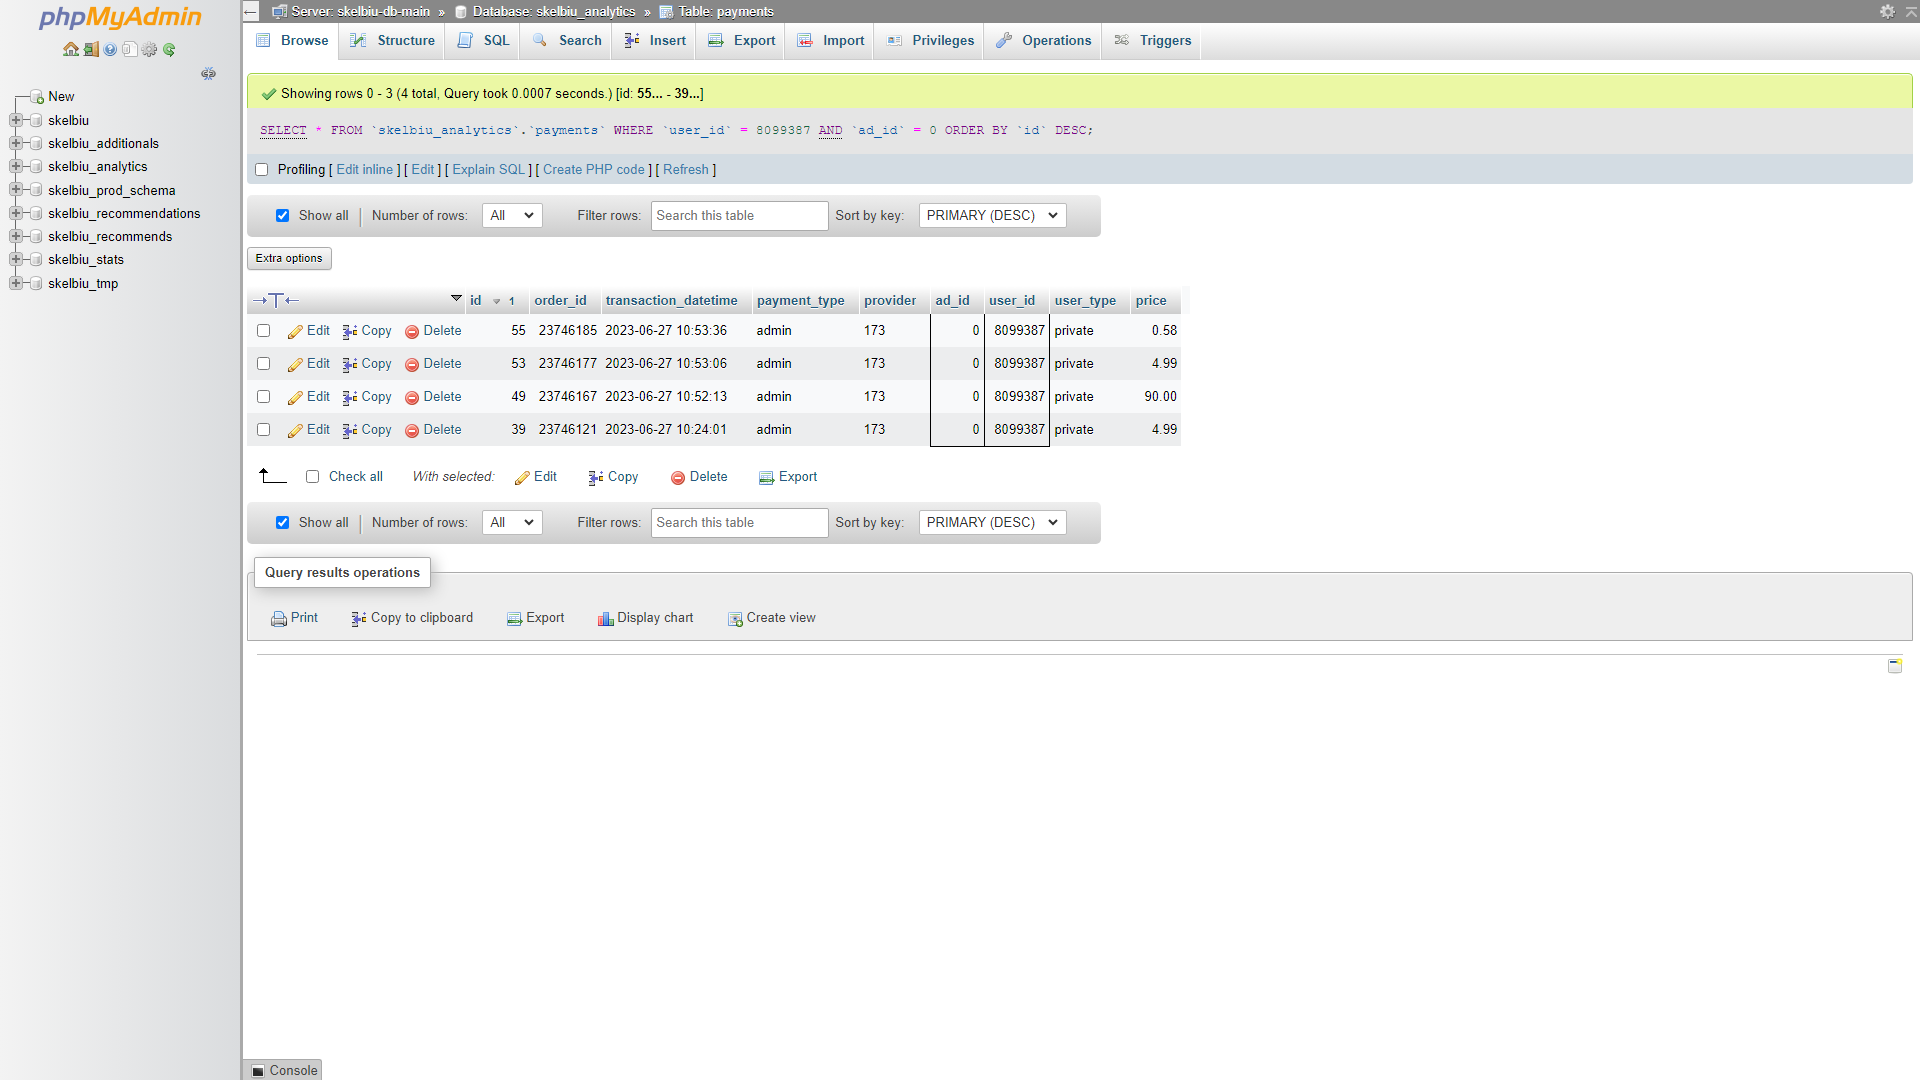 phpMyAdmin
New
skelbiu
skelbiu_additionals
skelbiu_analytics
skelbiu_prod_schema
skelbiu_recommendations
skelbiu_recommends
skelbiu_stats
skelbiu_tmp
Server: skelbiu-db-main » Database: skelbiu_analytics » Table: payments
Browse Structure SQL Search Insert Export Import Privileges Operations Triggers
Showing rows 0 - 3 (4 total, Query took 0.0007 seconds.) [id: 55... - 39...]
SELECT * FROM `skelbiu_analytics`.`payments` WHERE `user_id` = 8099387 AND `ad_id` = 0 ORDER BY `id` DESC;
Profiling [ Edit inline ] [ Edit ] [ Explain SQL ] [ Create PHP code ] [ Refresh ]
Show all Number of rows: All Filter rows: Search this table Sort by key: PRIMARY (DESC)
Extra options
id 1 order_id transaction_datetime payment_type provider ad_id user_id user_type price
Edit Copy Delete 55 23746185 2023-06-27 10:53:36 admin 173 0 8099387 private 0.58
Edit Copy Delete 53 23746177 2023-06-27 10:53:06 admin 173 0 8099387 private 4.99
Edit Copy Delete 49 23746167 2023-06-27 10:52:13 admin 173 0 8099387 private 90.00
Edit Copy Delete 39 23746121 2023-06-27 10:24:01 admin 173 0 8099387 private 4.99
Check all With selected: Edit Copy Delete Export
Show all Number of rows: All Filter rows: Search this table Sort by key: PRIMARY (DESC)
Query results operations
Print Copy to clipboard Export Display chart Create view
Console